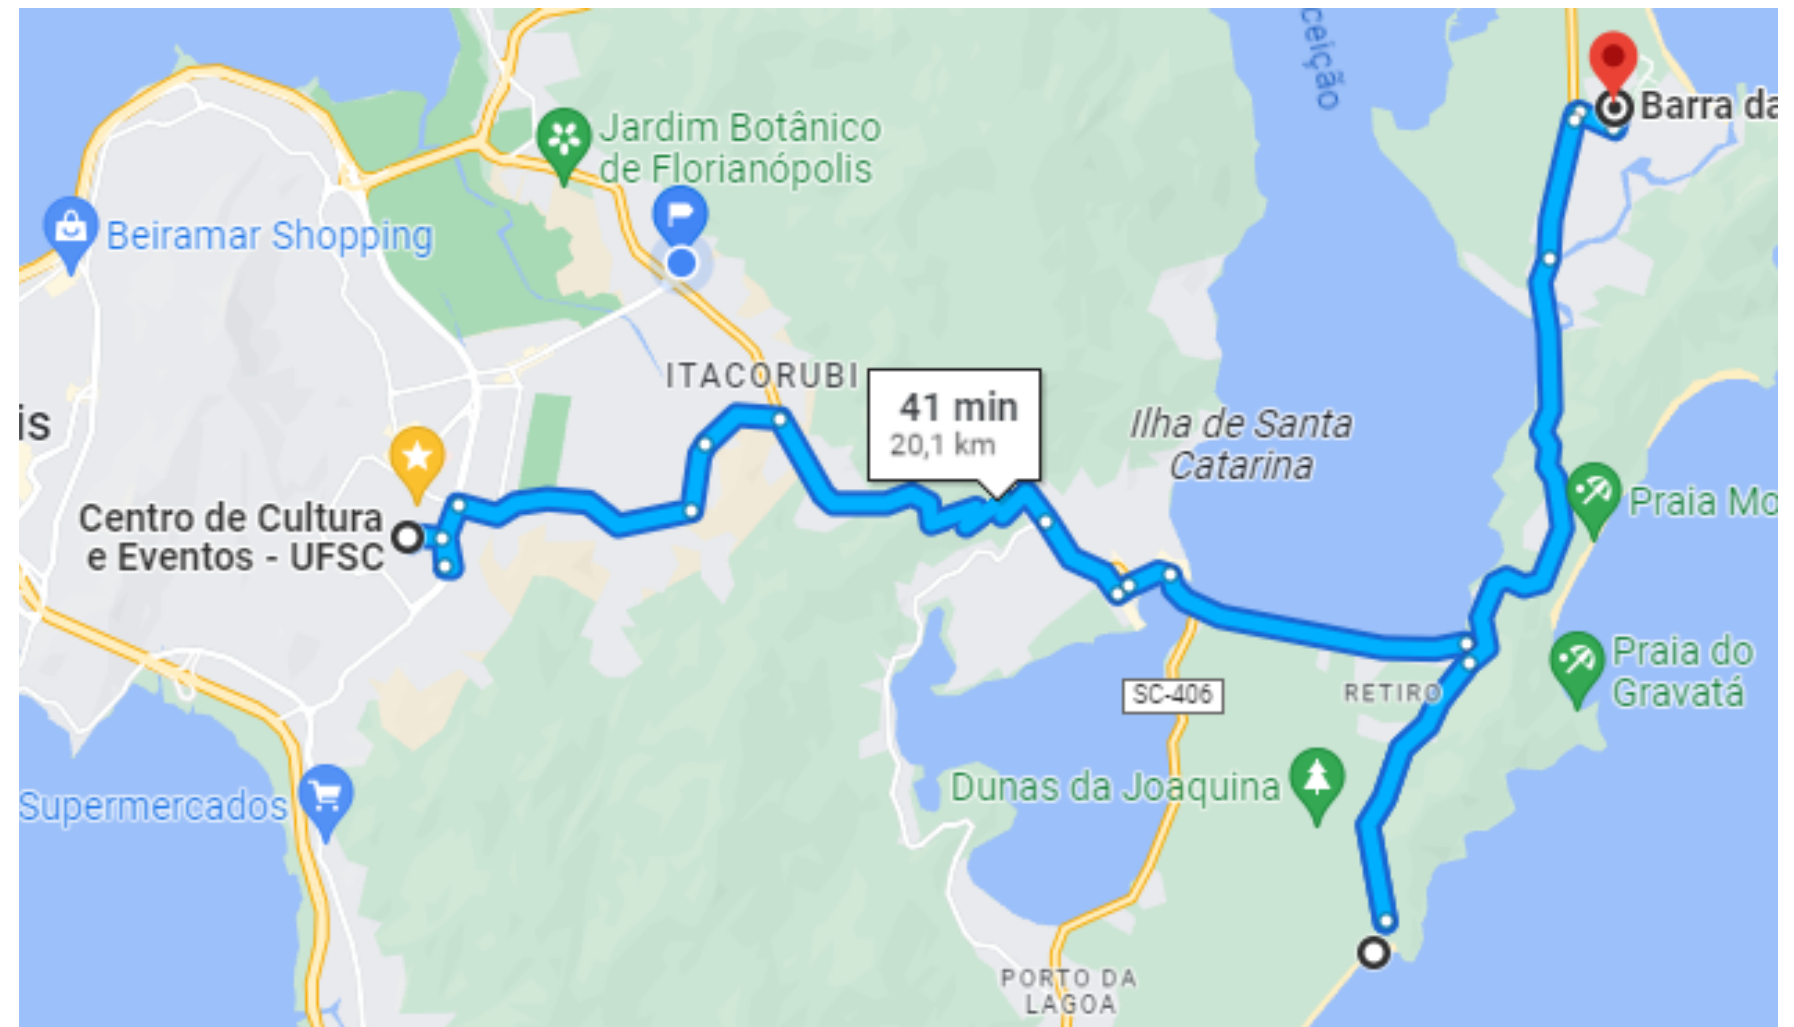 ceição
Barra da
Jardim Botânico
de Florianópolis
Beiramar Shopping
ITACORUBI
41 min
20,1 km
is
Ilha de Santa
Catarina
Praia Mo
Centro de Cultura
e Eventos - UFSC
Praia do
Gravatá
RETIRO
SC-406
Dunas da Joaquina
Supermercados
PORTO DA
LAGOA